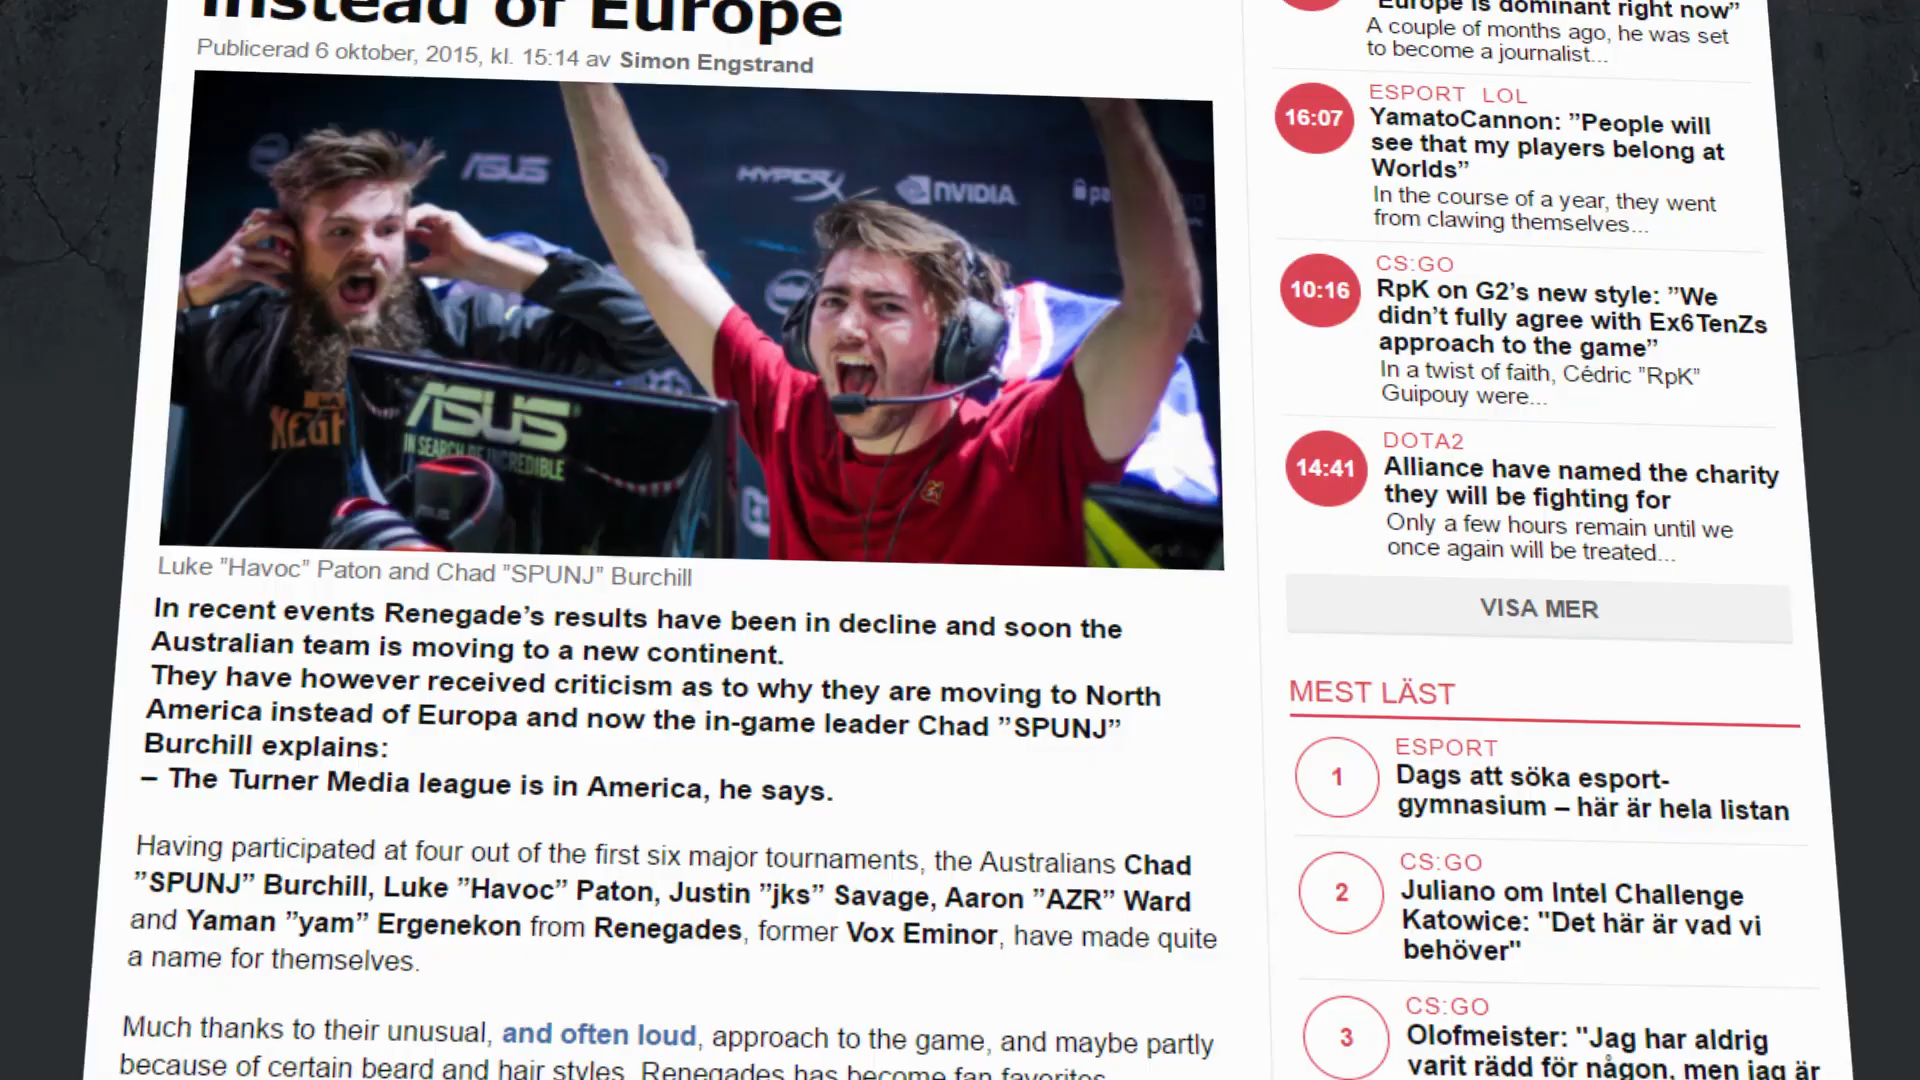 instead of Europe
Publicerad 6 oktober, 2015, kl. 15:14 av Simon Engstrand
ASUS
HYPERX
NVIDIA
ASUS
IN SEARCH OF INCREDIBLE
Luke ”Havoc” Paton and Chad ”SPUNJ” Burchill
In recent events Renegade’s results have been in decline and soon the
Australian team is moving to a new continent.
They have however received criticism as to why they are moving to North
America instead of Europa and now the in-game leader Chad ”SPUNJ”
Burchill explains:
– The Turner Media league is in America, he says.
Having participated at four out of the first six major tournaments, the Australians Chad
”SPUNJ” Burchill, Luke ”Havoc” Paton, Justin ”jks” Savage, Aaron ”AZR” Ward
and Yaman ”yam” Ergenekon from Renegades, former Vox Eminor, have made quite
a name for themselves.
Much thanks to their unusual, and often loud, approach to the game, and maybe partly
because of certain beard and hair styles, Renegades has become fan favorites
”Europe is dominant right now”
A couple of months ago, he was set
to become a journalist...
ESPORT LOL
16:07
YamatoCannon: ”People will
see that my players belong at
Worlds”
In the course of a year, they went
from clawing themselves...
CS:GO
10:16
RpK on G2’s new style: ”We
didn’t fully agree with Ex6TenZs
approach to the game”
In a twist of faith, Cédric ”RpK”
Guipouy were...
DOTA2
14:41
Alliance have named the charity
they will be fighting for
Only a few hours remain until we
once again will be treated...
VISA MER
MEST LÄST
ESPORT
1
Dags att söka esport-
gymnasium – här är hela listan
CS:GO
2
Juliano om Intel Challenge
Katowice: "Det här är vad vi
behöver"
CS:GO
3
Olofmeister: "Jag har aldrig
varit rädd för någon, men jag är